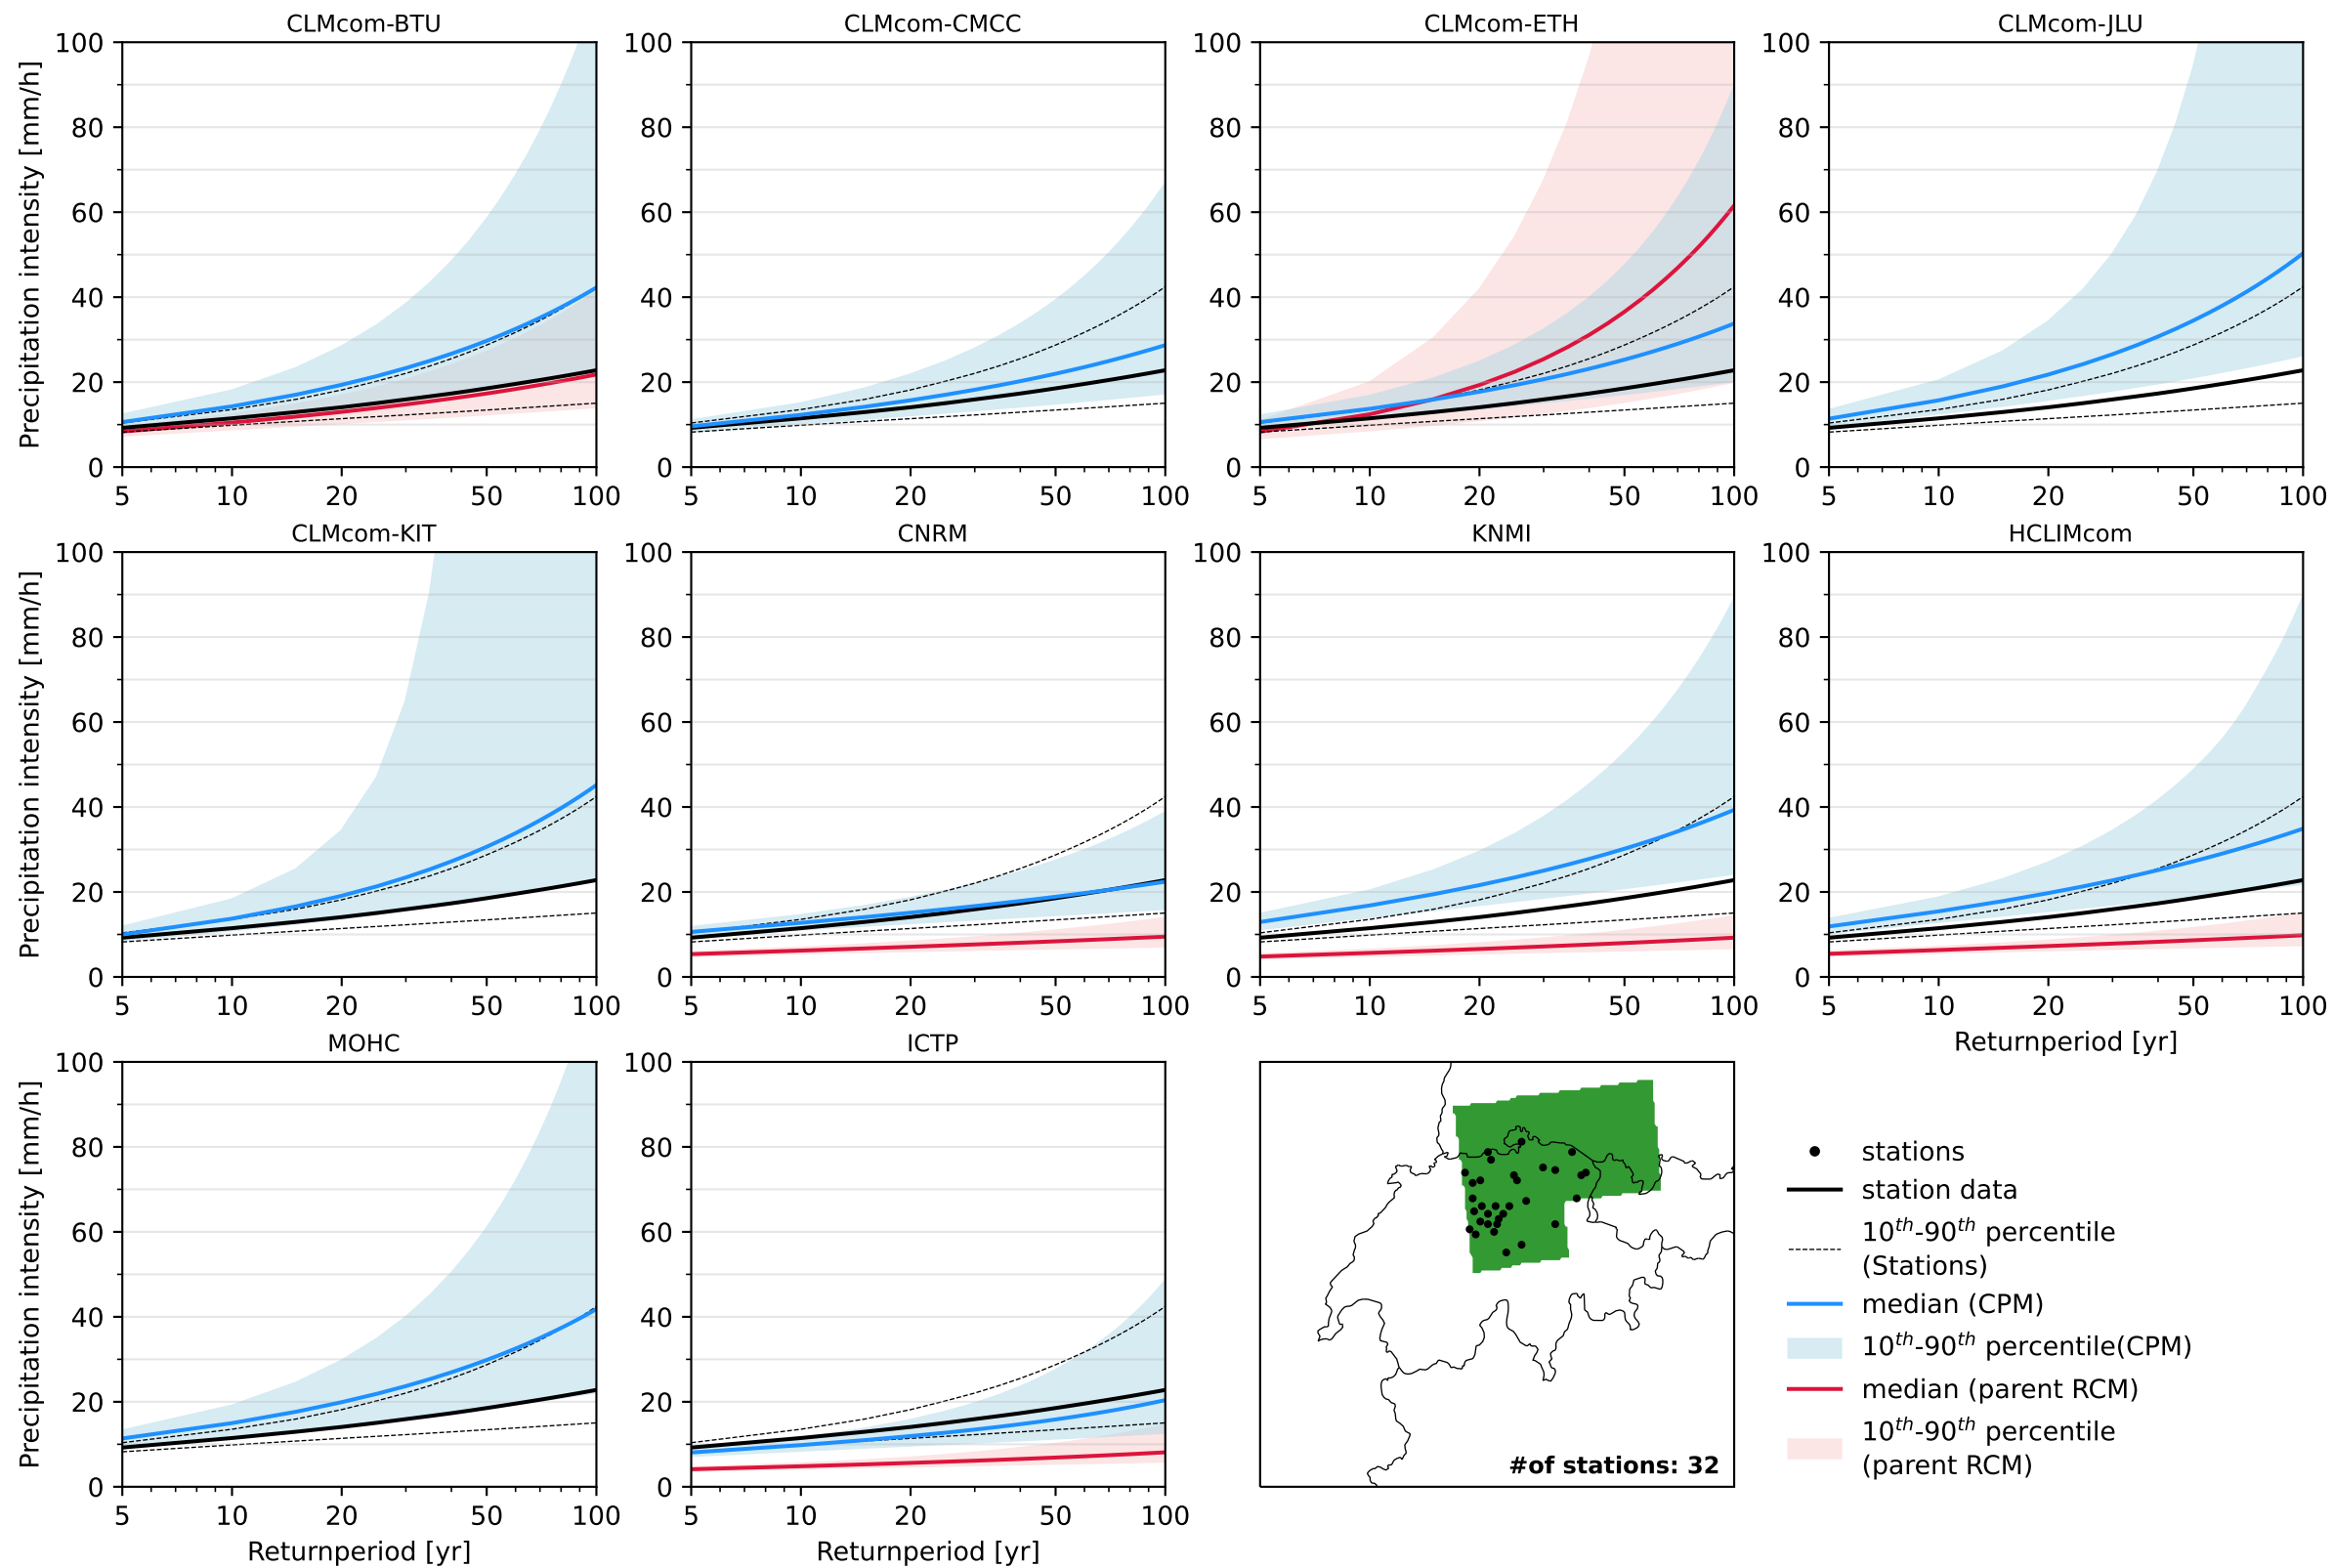 CLMcom-BTU
CLMcom-CMCC
CLMcom-ETH
CLMcom-JLU
Precipitation intensity [mm/h]
100
80
60
40
20
0
5 10 20 50 100
100
80
60
40
20
0
5 10 20 50 100
100
80
60
40
20
0
5 10 20 50 100
100
80
60
40
20
0
5 10 20 50 100
CLMcom-KIT
CNRM
KNMI
HCLIMcom
Precipitation intensity [mm/h]
100
80
60
40
20
0
5 10 20 50 100
100
80
60
40
20
0
5 10 20 50 100
100
80
60
40
20
0
5 10 20 50 100
100
80
60
40
20
0
5 10 20 50 100
Returnperiod [yr]
MOHC
ICTP
Precipitation intensity [mm/h]
100
80
60
40
20
0
5 10 20 50 100
Returnperiod [yr]
100
80
60
40
20
0
5 10 20 50 100
Returnperiod [yr]
#of stations: 32
stations
station data
10th-90th percentile
(Stations)
median (CPM)
10th-90th percentile(CPM)
median (parent RCM)
10th-90th percentile
(parent RCM)